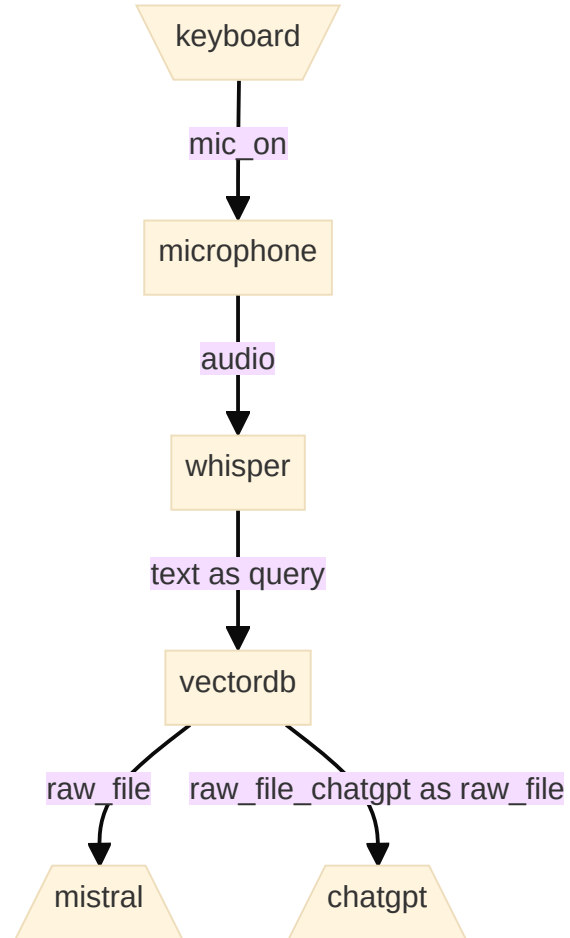 keyboard
mic_on
microphone
audio
whisper
text as query
vectordb
raw_file
raw_file_chatgpt as raw_file
mistral
chatgpt